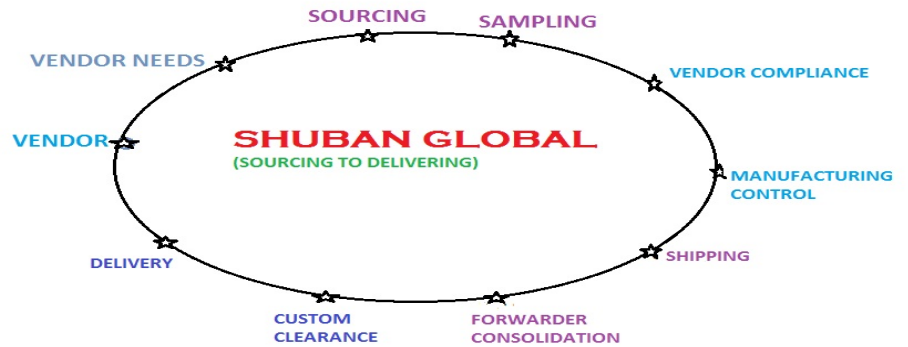 SOURCING
SAMPLING
VENDOR NEEDS
VENDOR COMPLIANCE
VENDOR
SHUBAN GLOBAL
(SOURCING TO DELIVERING)
MANUFACTURING
CONTROL
SHIPPING
DELIVERY
CUSTOM
CLEARANCE
FORWARDER
CONSOLIDATION